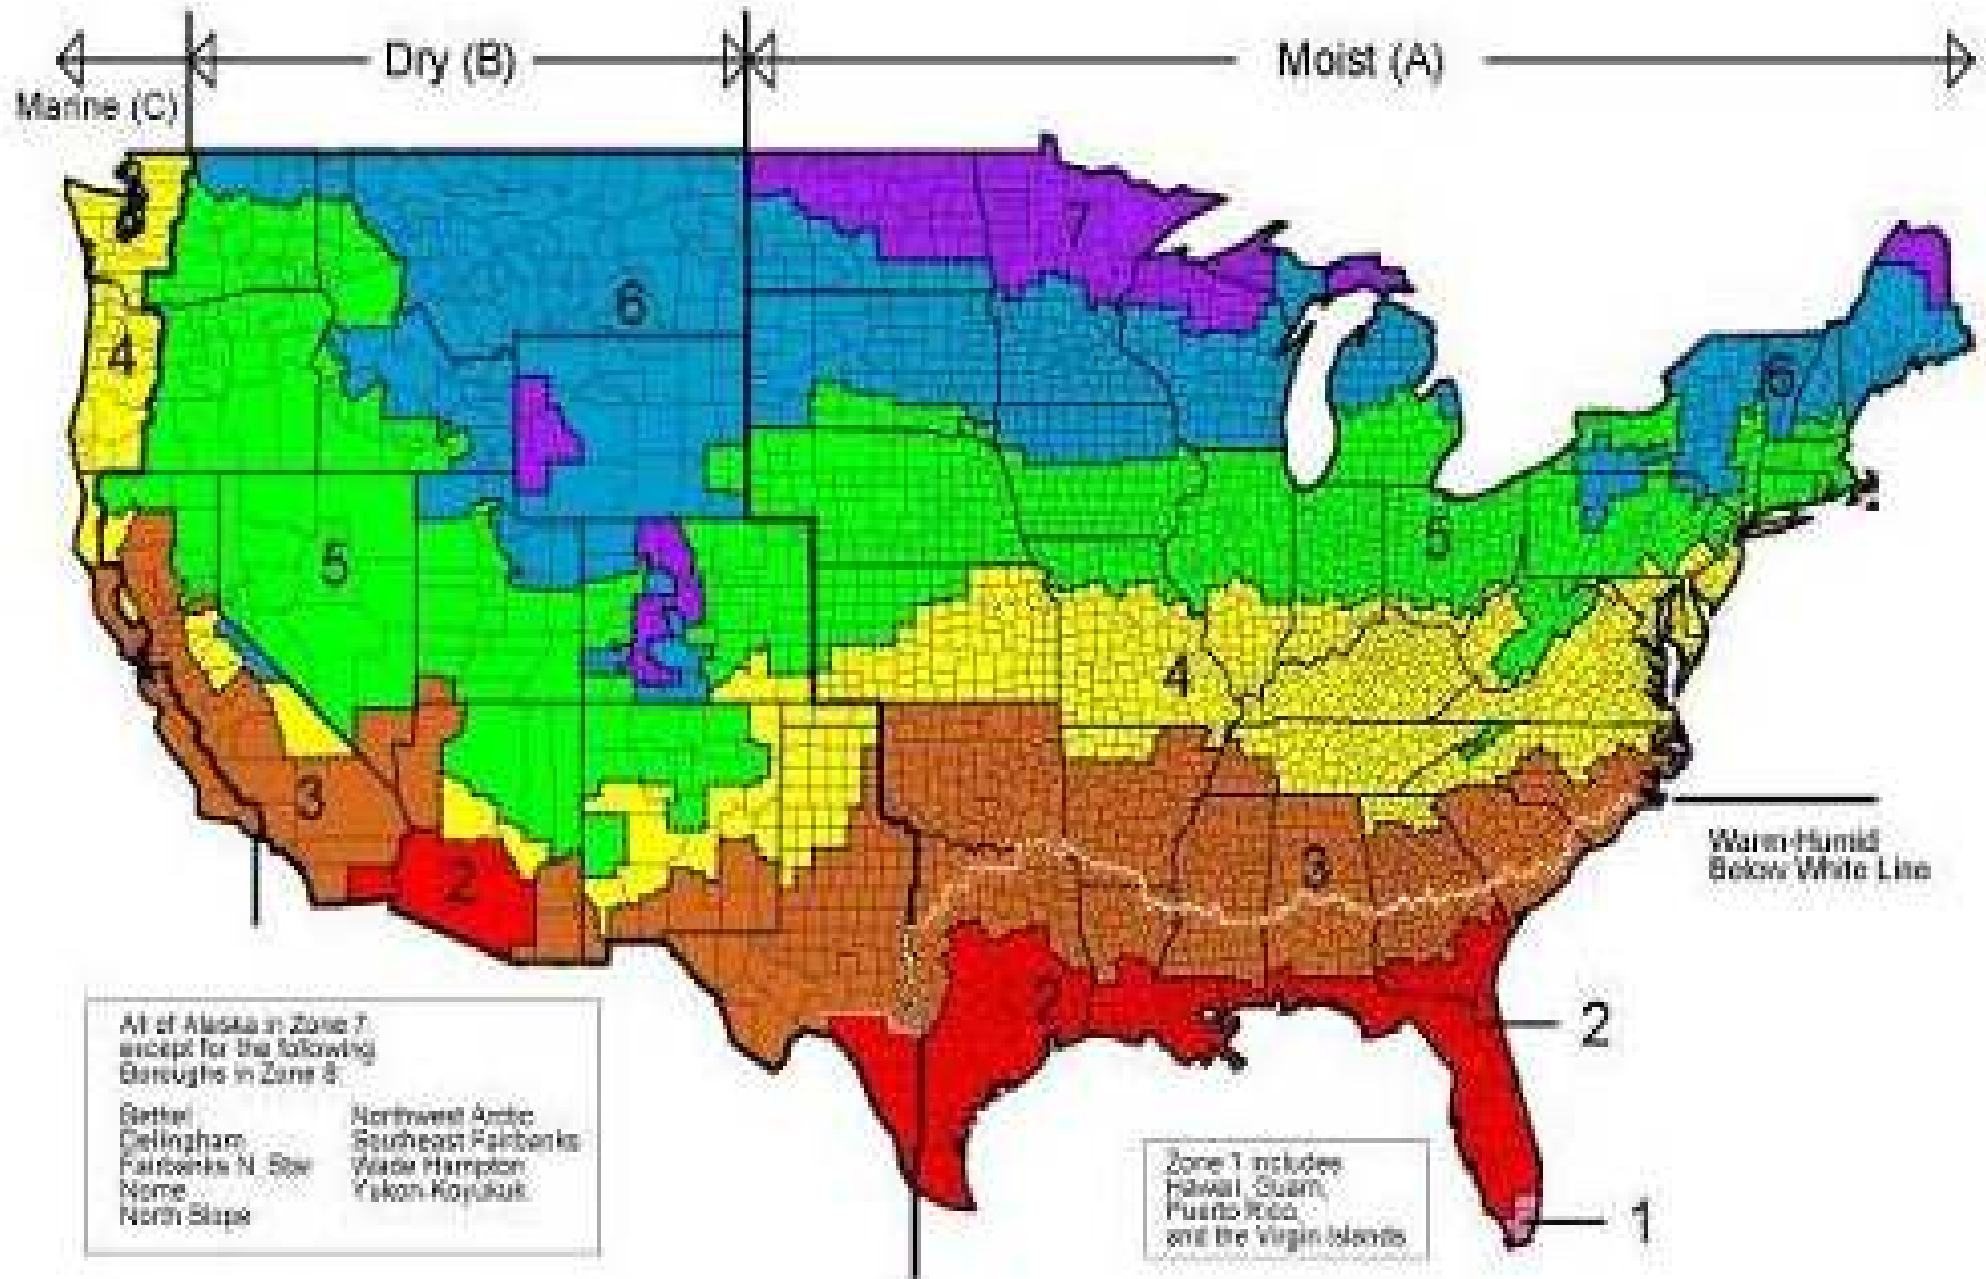 Dry (B)
Moist (A)
Marine (C)
7
6
4
6
5
5
4
3
3
2
2
Warm-Humid
Below White Line
All of Alaska in Zone 7
except for the following
Boroughs in Zone 8
Bethel
Northwest Arctic
Dellingham
Southeast Fairbanks
Fairbanks N. Star
Wade Hampton
Nome
Yukon-Koyukuk
North Slope
2
Zone 1 includes
Hawaii, Guam,
Puerto Rico,
and the Virgin Islands
1